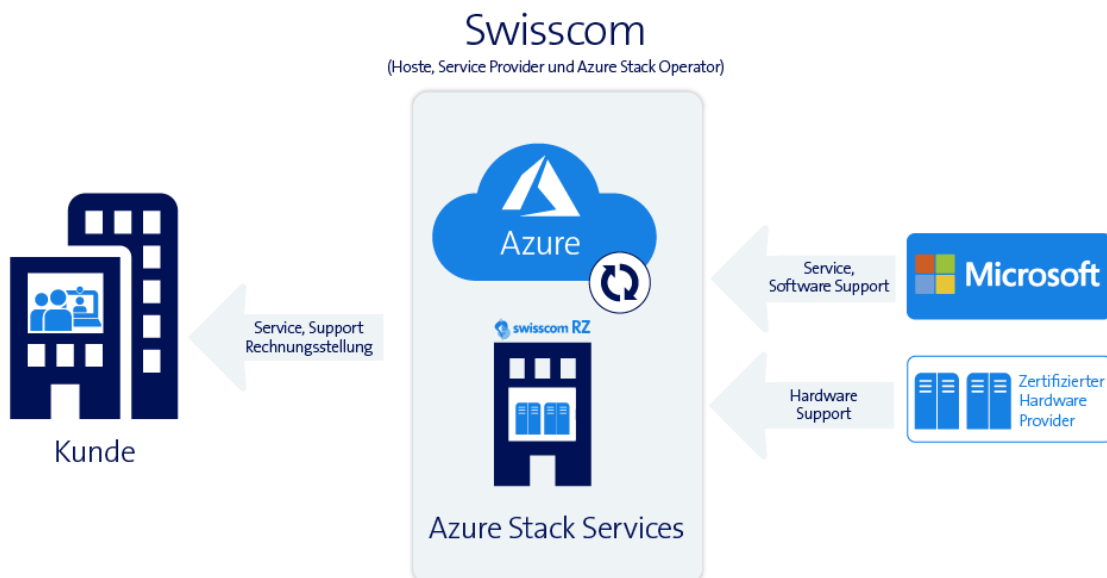 Swisscom
(Hoste, Service Provider und Azure Stack Operator)
Azure
swisscom RZ
Azure Stack Services
Service, Support
Rechnungsstellung
Kunde
Service,
Software Support
Microsoft
Hardware
Support
Zertifizierter
Hardware
Provider